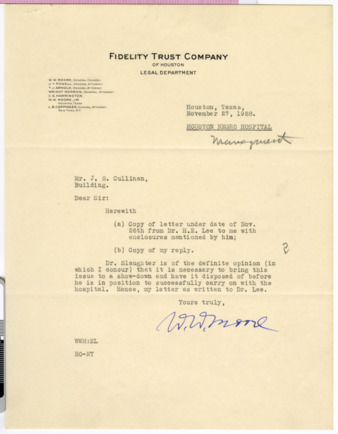 FIDELITY TRUST COMPANY
OF HOUSTON
LEGAL DEPARTMENT
W. W. MOORE, GENERAL COUNSEL
Houston, Texas,
November 27, 1928.
HOUSTON NEGRO HOSPITAL
Managment
Mr. J. S. Cullinan,
Building.
Dear Sir:
Herewith
(a) Copy of letter under date of Nov.
26th from Dr. H.E. Lee to me with
enclosures mentioned by him;
(b) Copy of my reply.
Dr. Slaughter is of the definite opinion (in
which I concur) that it is necessary to bring this
issue to a show-down and have it disposed of before
he is in position to successfully carry on with the
hospital. Hence, my letter as written to Dr. Lee.
Yours truly,
W.W.Moore
WWM:ZL
HO-NY